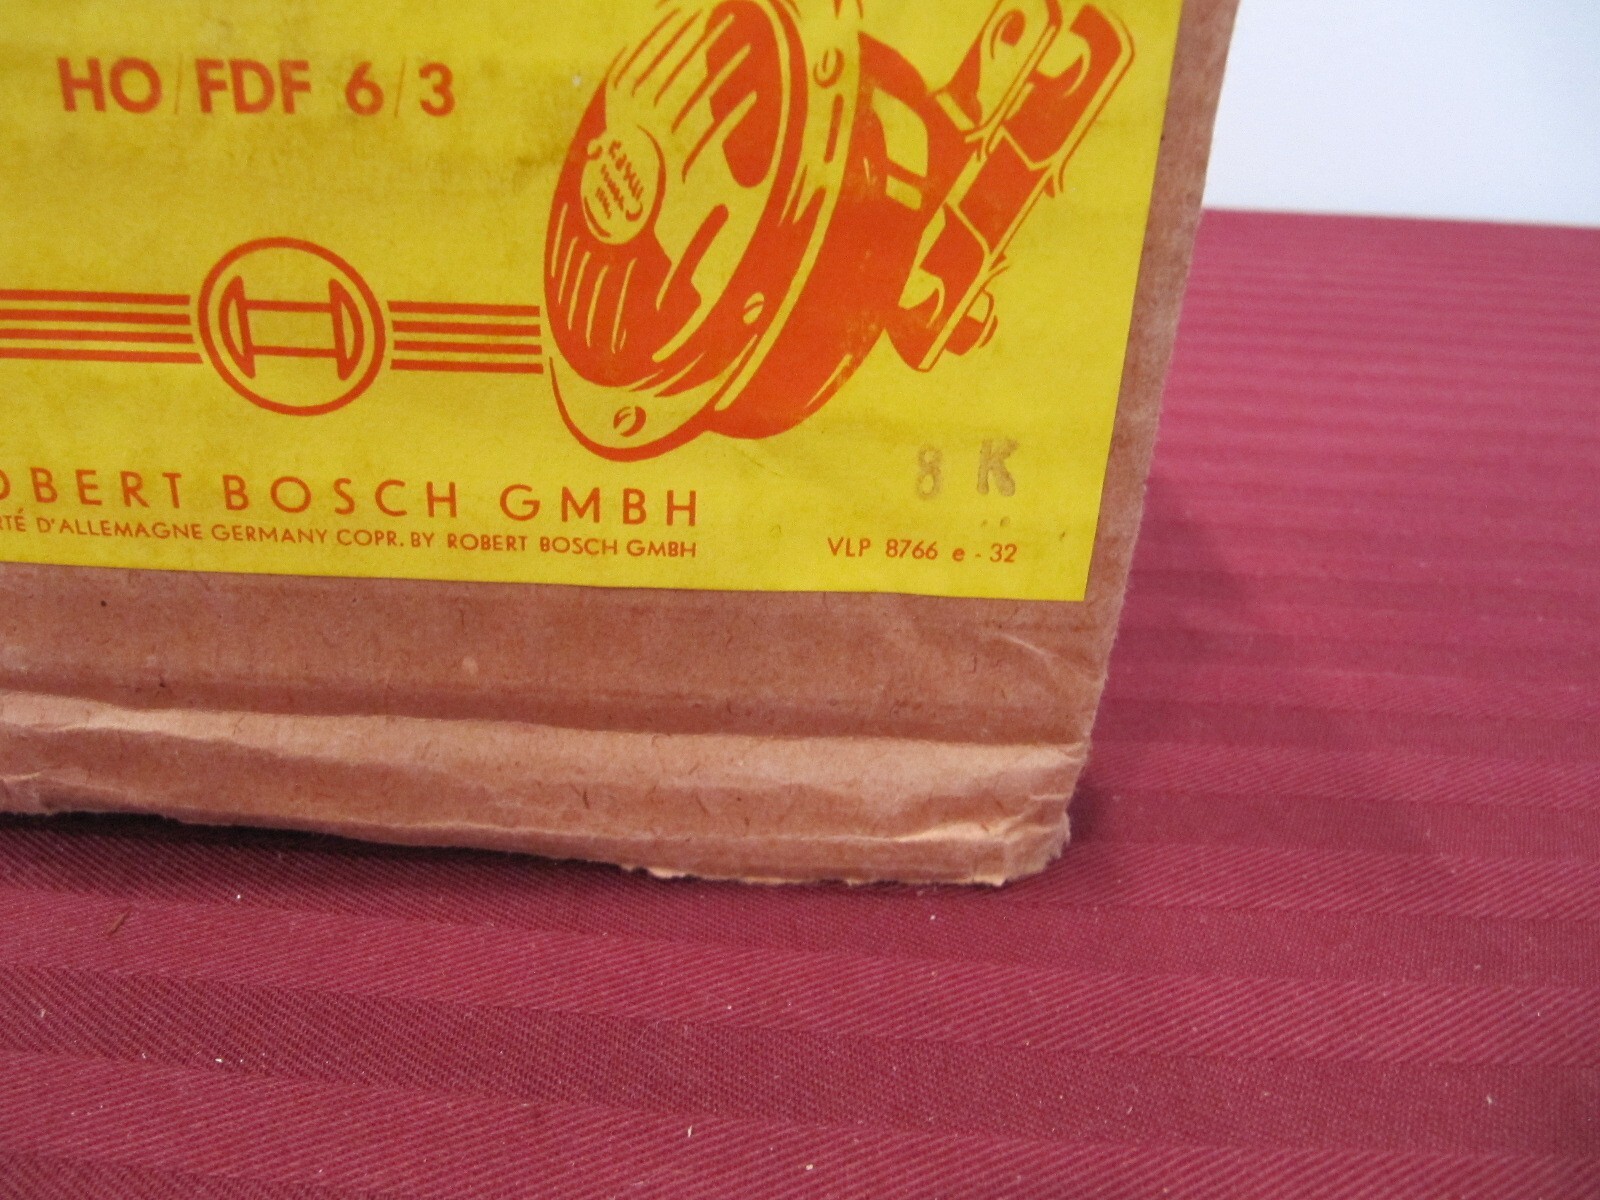 HO/FDF 6/3
OBERT BOSCH GMBH
RTÉ D'ALLEMAGNE GERMANY COPR. BY ROBERT BOSCH GMBH
8 K
VLP 8766 e - 32